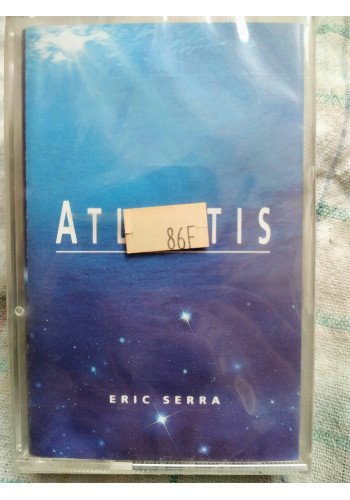 ATL TIS
86F
ERIC SERRA